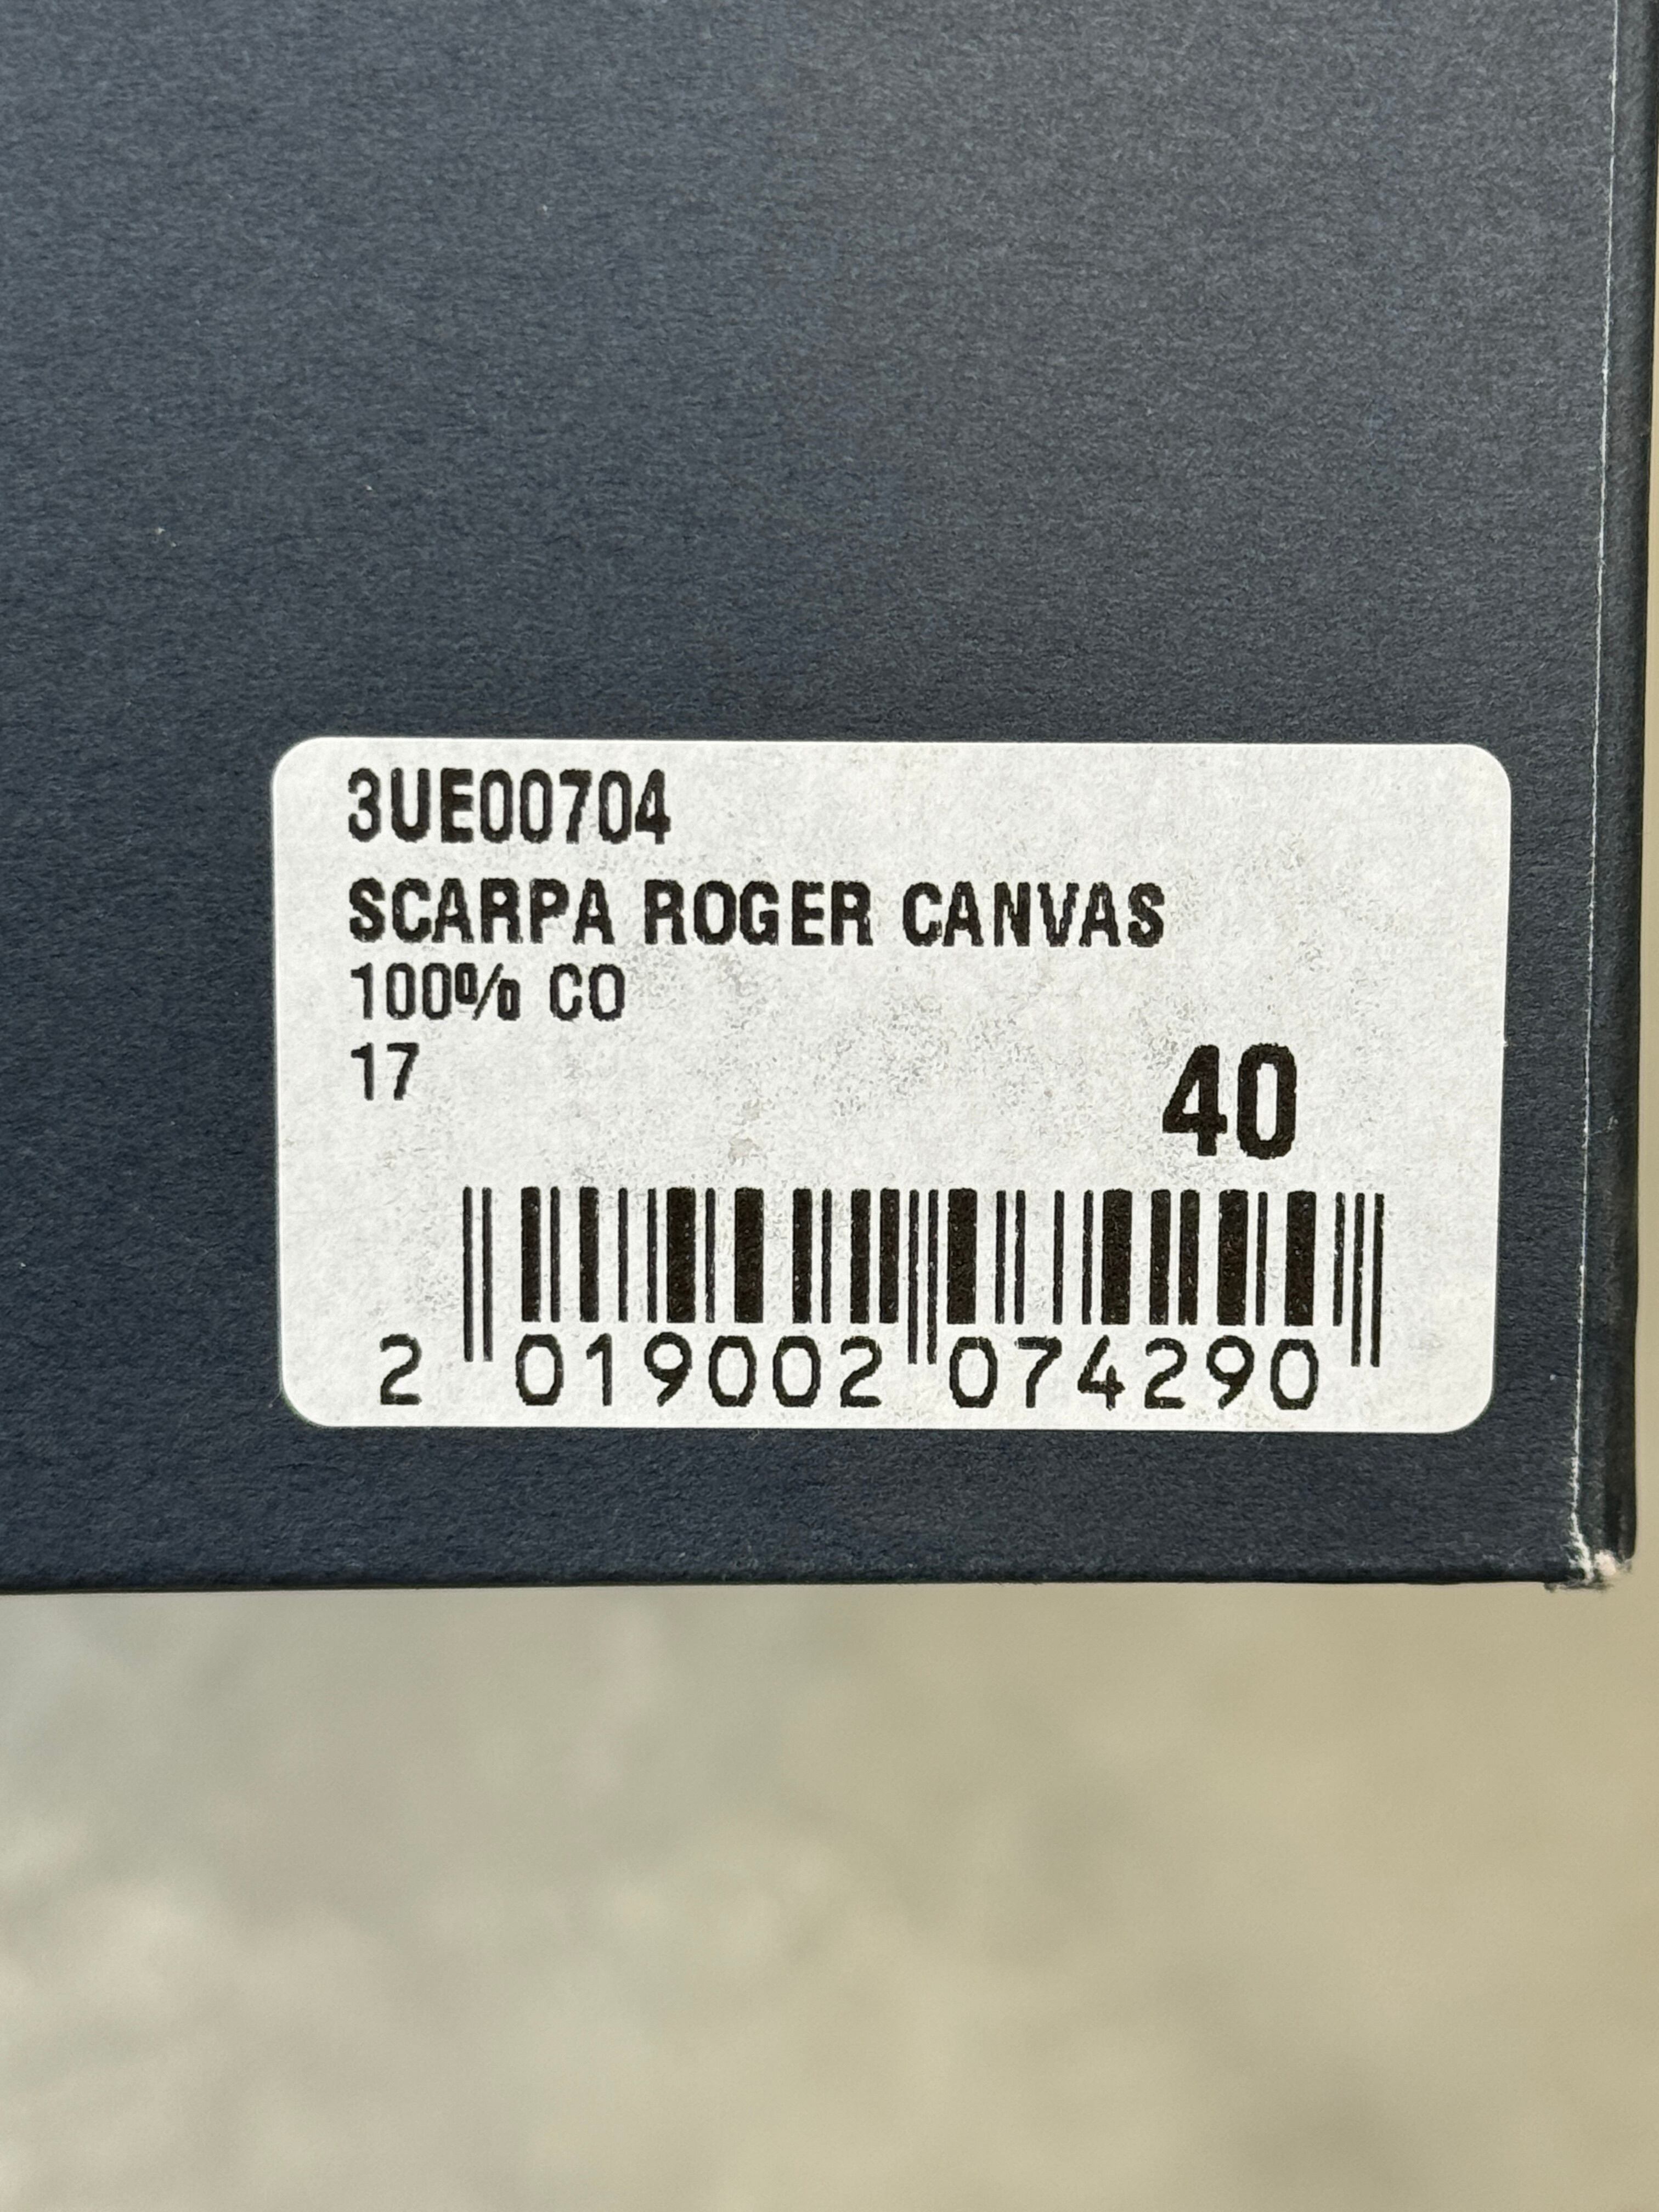 3UE00704
SCARPA ROGER CANVAS
100% CO
17
40
2 019002 074290